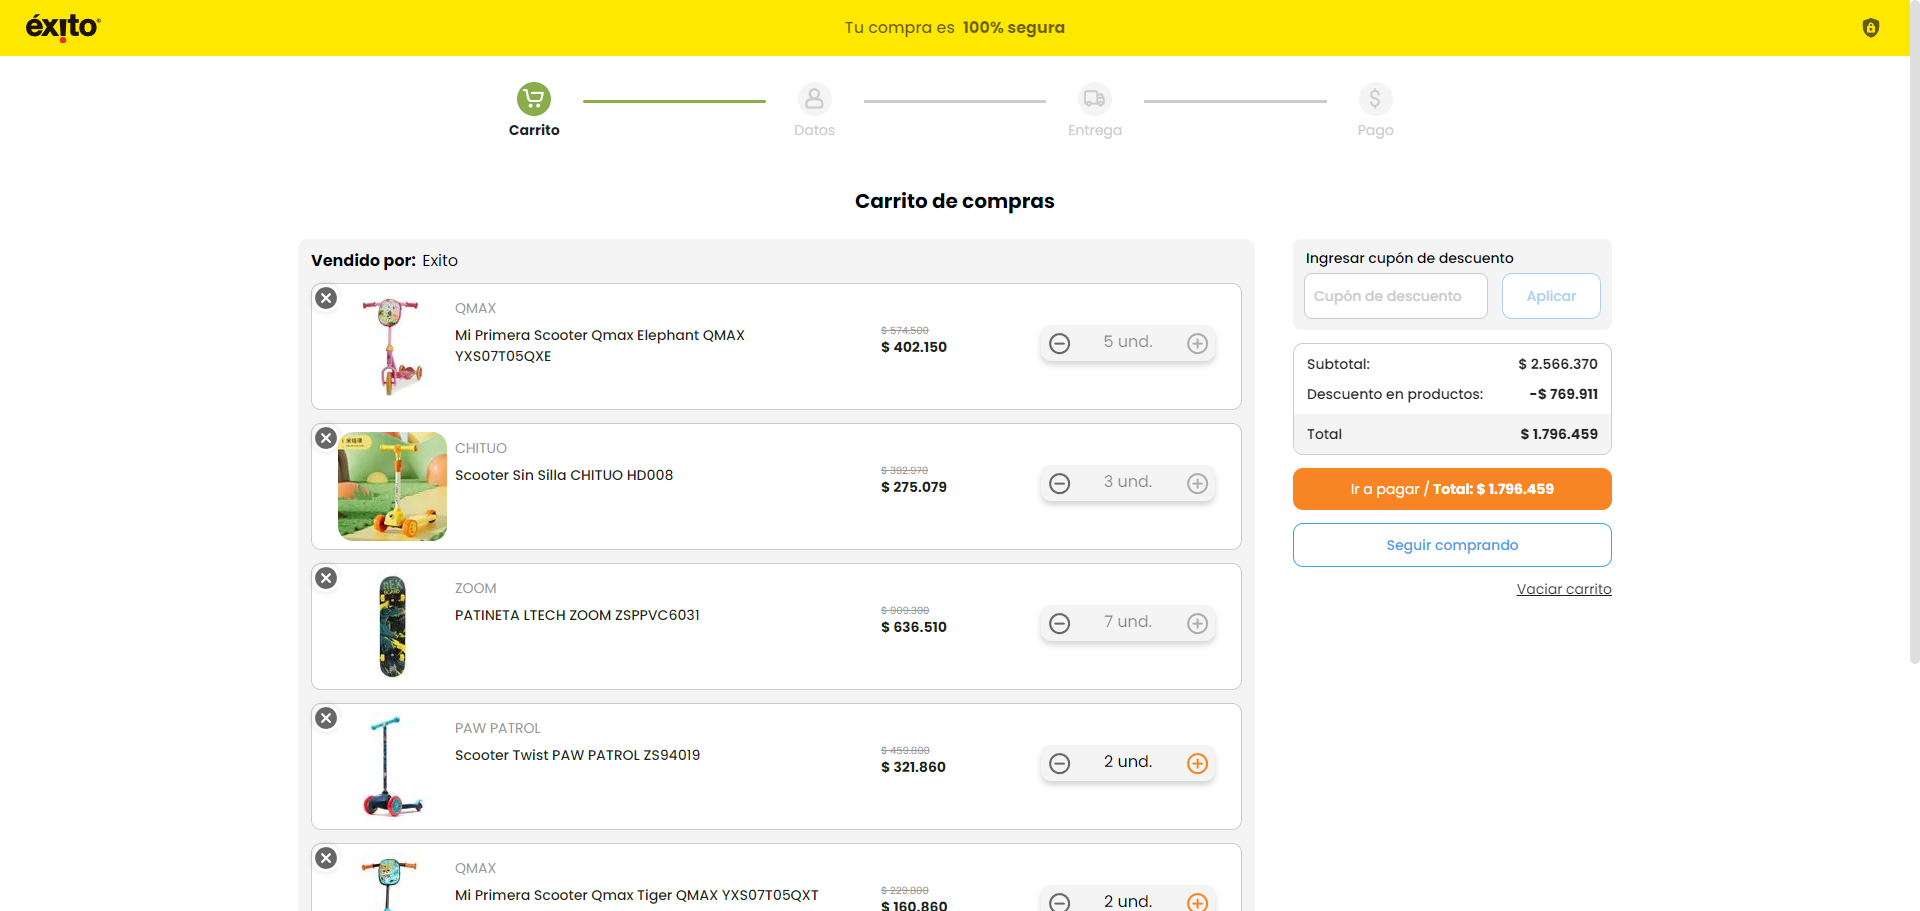 éxito®
Tu compra es 100% segura
Carrito
Datos
Entrega
Pago
Carrito de compras
Vendido por: Exito
QMAX
Mi Primera Scooter Qmax Elephant QMAX
YXS07T05QXE
$ 574.500
$ 402.150
5 und.
CHITUO
Scooter Sin Silla CHITUO HD008
$ 392.970
$ 275.079
3 und.
ZOOM
PATINETA LTECH ZOOM ZSPPVC6031
$ 909.300
$ 636.510
7 und.
PAW PATROL
Scooter Twist PAW PATROL ZS94019
$ 459.800
$ 321.860
2 und.
QMAX
Mi Primera Scooter Qmax Tiger QMAX YXS07T05QXT
$ 229.800
$ 160.860
2 und.
Ingresar cupón de descuento
Cupón de descuento
Aplicar
Subtotal: $ 2.566.370
Descuento en productos: -$ 769.911
Total $ 1.796.459
Ir a pagar / Total: $ 1.796.459
Seguir comprando
Vaciar carrito